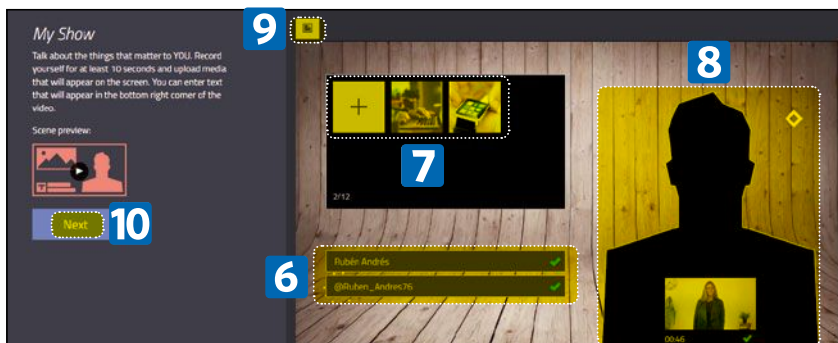 My Show
Talk about the things that matter to YOU. Record
yourself for at least 10 seconds and upload media
that will appear on the screen. You can enter text
that will appear in the bottom right corner of the
video.
Scene preview:
T
Next
10
9
7
2/12
6
Rubén Andrés
@Ruben_Andres76
8
00:46